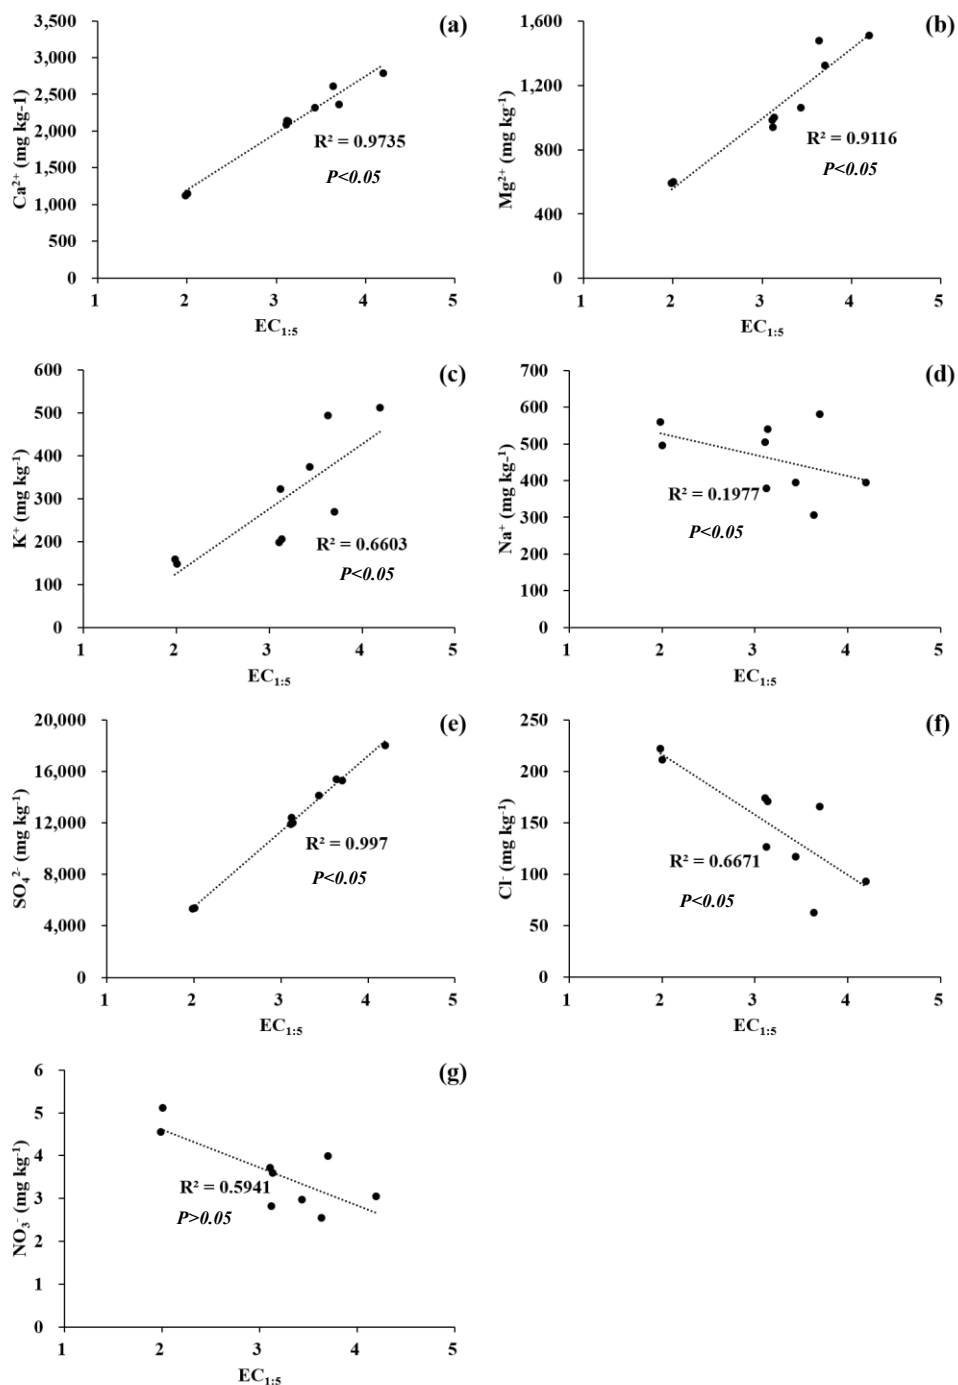 (a)
3,500
3,000
2,500
2,000
1,500
1,000
500
0
Ca²⁺ (mg kg-1)
R² = 0.9735
P<0.05
1 2 3 4 5
EC₁:₅
(b)
1,600
1,200
800
400
0
Mg²⁺ (mg kg⁻¹)
R² = 0.9116
P<0.05
1 2 3 4 5
EC₁:₅
(c)
600
500
400
300
200
100
0
K⁺ (mg kg⁻¹)
R² = 0.6603
P<0.05
1 2 3 4 5
EC₁:₅
(d)
700
600
500
400
300
200
100
0
Na⁺ (mg kg⁻¹)
R² = 0.1977
P<0.05
1 2 3 4 5
EC₁:₅
(e)
20,000
16,000
12,000
8,000
4,000
0
SO₄²⁻ (mg kg⁻¹)
R² = 0.997
P<0.05
1 2 3 4 5
EC₁:₅
(f)
250
200
150
100
50
0
Cl⁻ (mg kg⁻¹)
R² = 0.6671
P<0.05
1 2 3 4 5
EC₁:₅
(g)
6
5
4
3
2
1
0
NO₃⁻ (mg kg⁻¹)
R² = 0.5941
P>0.05
1 2 3 4 5
EC₁:₅